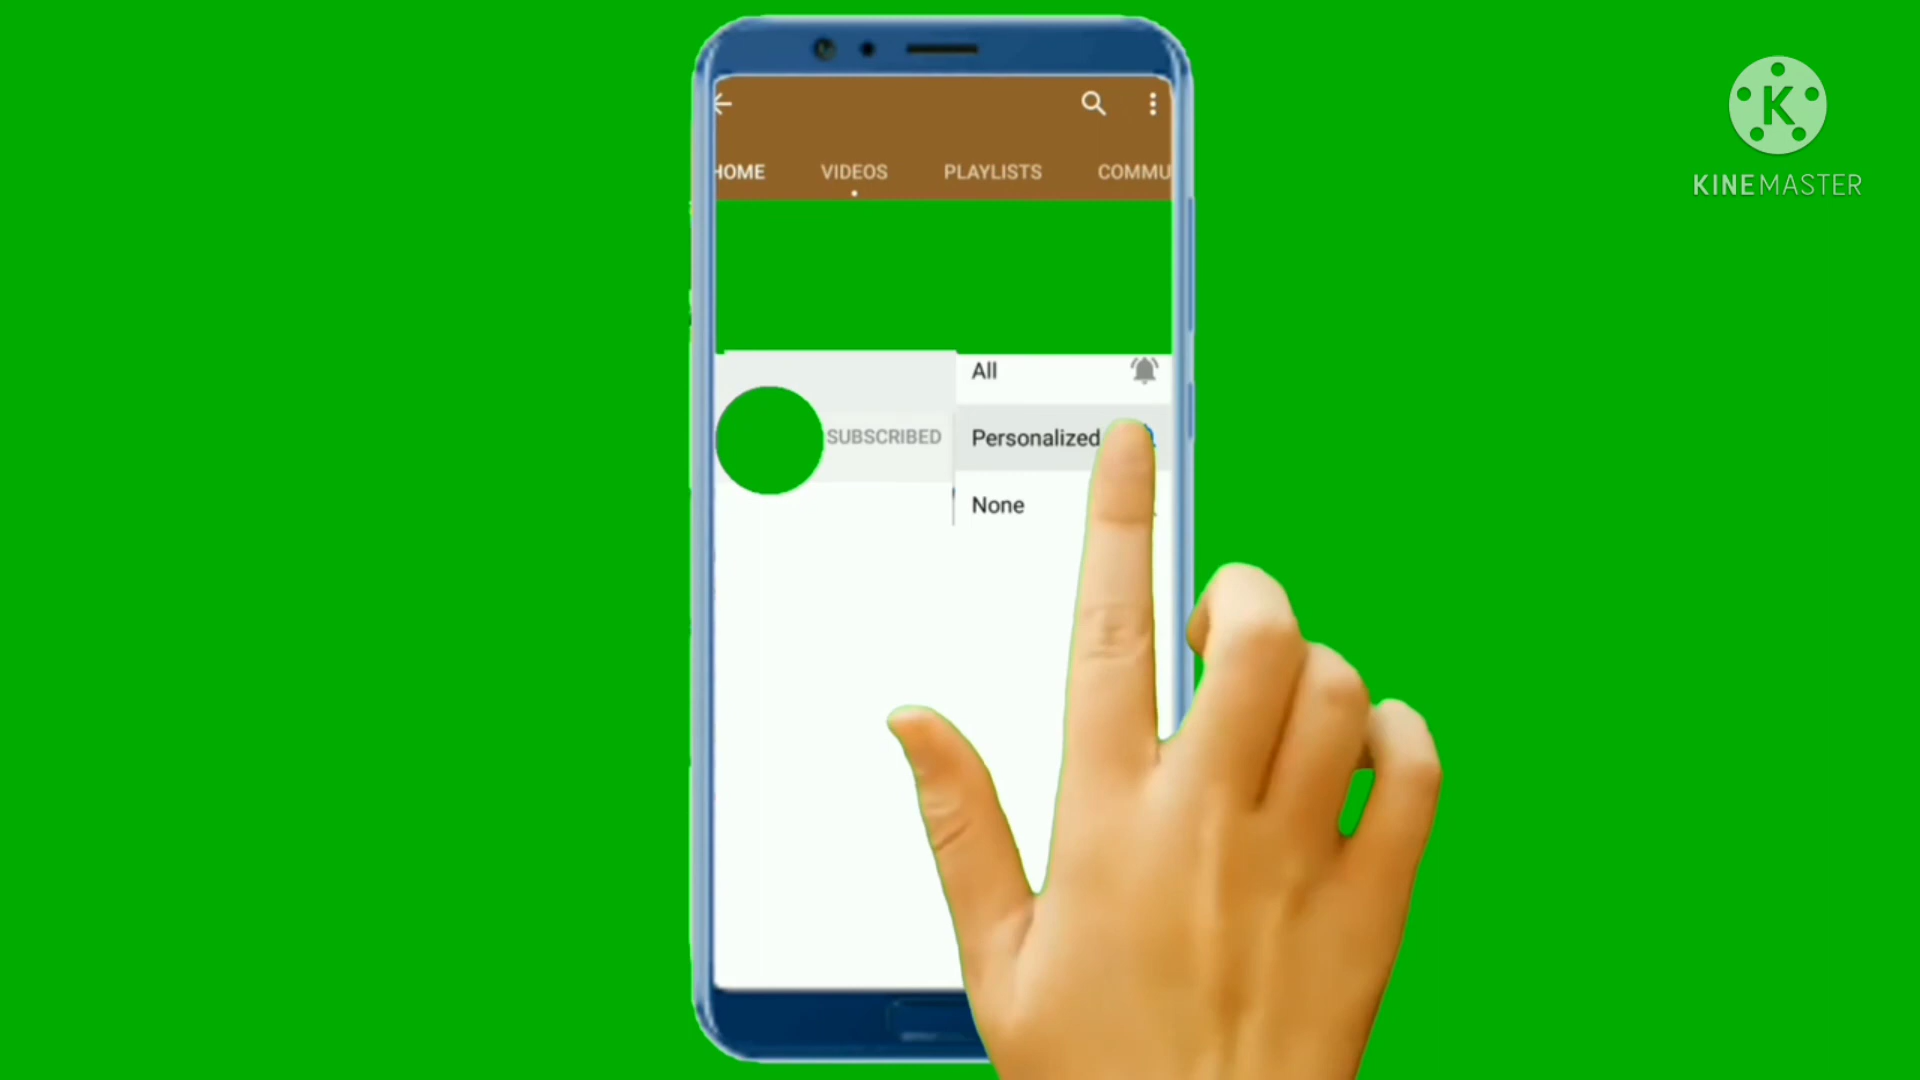 KINEMASTER
HOME VIDEOS PLAYLISTS COMMU
All
SUBSCRIBED Personalized
None